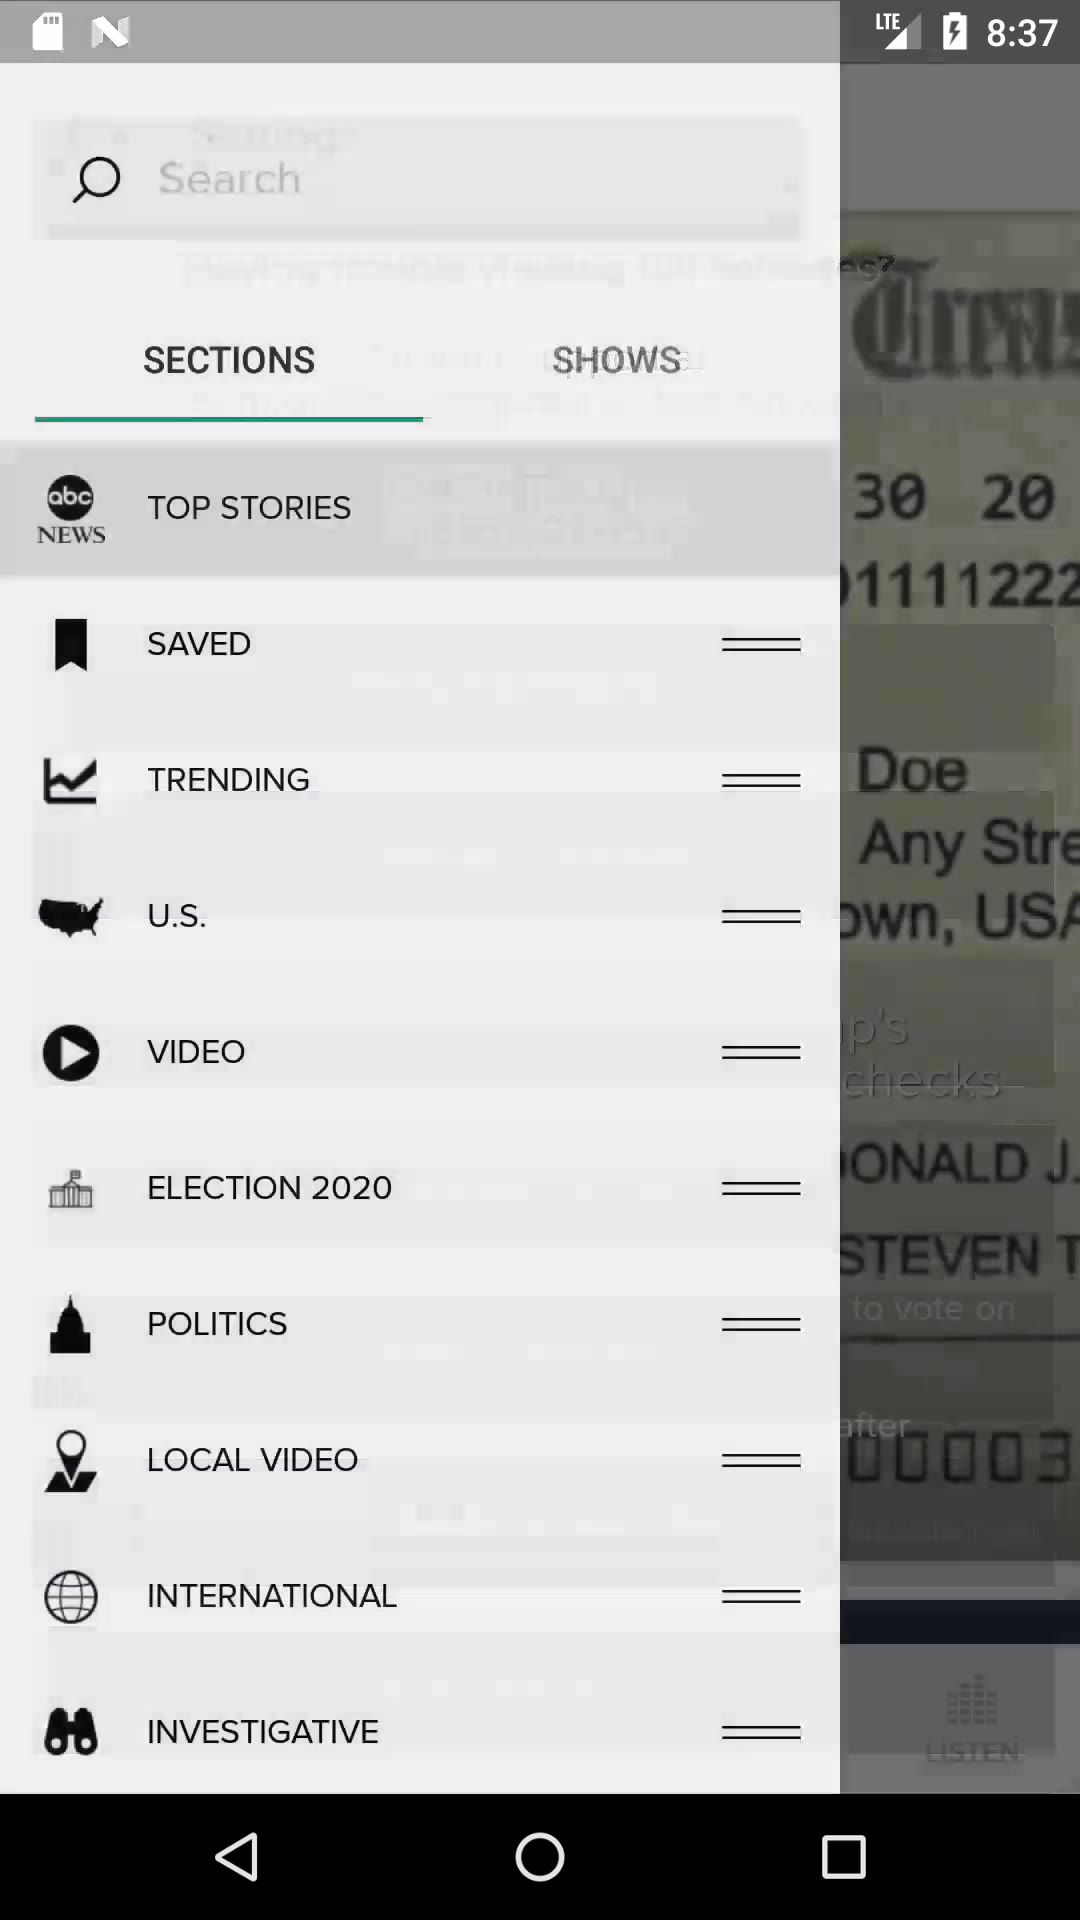 LTE 8:37
Search
SECTIONS SHOWS
abc NEWS TOP STORIES
SAVED
TRENDING
U.S.
VIDEO
ELECTION 2020
POLITICS
LOCAL VIDEO
INTERNATIONAL
INVESTIGATIVE
30 20
01111222
Doe
Any Stre
own, USA
p's
checks
ONALD J.
STEVEN T
to vote on
after
00003
LISTEN